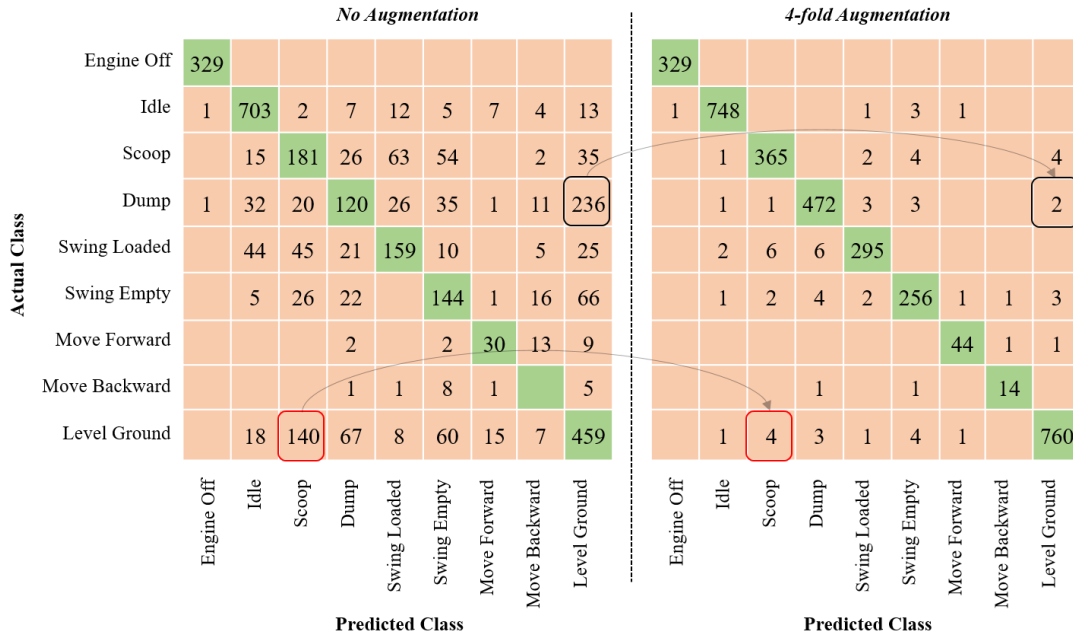 No Augmentation 4-fold Augmentation
Engine Off 329 329
Idle 1 703 2 7 12 5 7 4 13 1 748 1 3 1
Scoop 15 181 26 63 54 2 35 1 365 2 4 4
Dump 1 32 20 120 26 35 1 11 236 1 1 472 3 3 2
Swing Loaded 44 45 21 159 10 5 25 2 6 6 295
Swing Empty 5 26 22 144 1 16 66 1 2 4 2 256 1 1 3
Move Forward 2 2 30 13 9 44 1 1
Move Backward 1 1 8 1 5 1 1 14
Level Ground 18 140 67 8 60 15 7 459 1 4 3 1 4 1 760
Actual Class
Engine Off Idle Scoop Dump Swing Loaded Swing Empty Move Forward Move Backward Level Ground Engine Off Idle Scoop Dump Swing Loaded Swing Empty Move Forward Move Backward Level Ground
Predicted Class Predicted Class